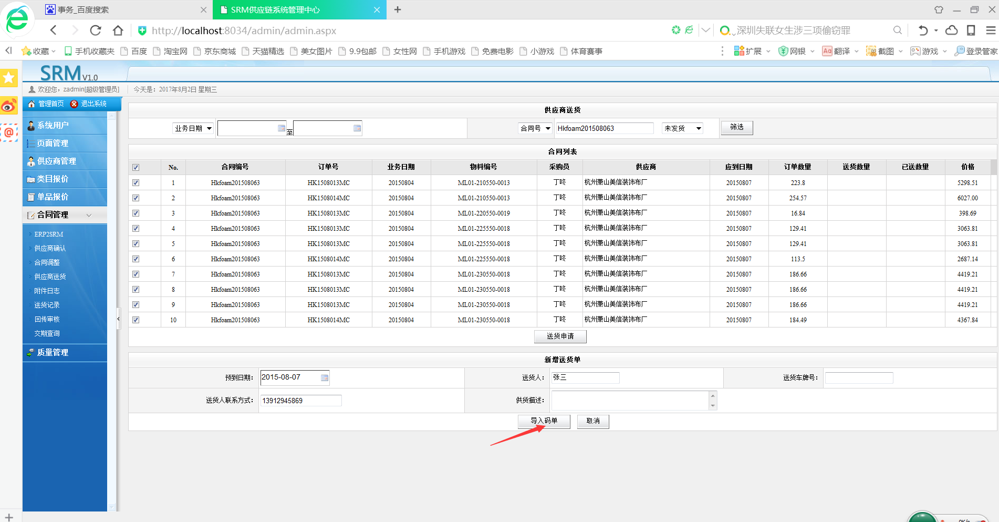 事务_百度搜索
SRM供应链系统管理中心
http://localhost:8034/admin/admin.aspx
深圳失联女生涉三项偷窃罪
收藏 手机收藏夹 百度 淘宝网 京东商城 天猫精选 美女图片 9.9包邮 女性网 手机游戏 免费电影 小游戏 体育赛事 扩展 网银 翻译 截图 游戏 登录管家
SRM V1.0
欢迎您，zadmin[超级管理员] 今天是：2017年8月2日 星期三
管理首页 退出系统
系统用户
页面管理
供应商管理
类目报价
单品报价
合同管理
ERP2SRM
供应商确认
合同调整
供应商送货
附件日志
送货记录
回传审核
交期查询
质量管理
供应商送货
业务日期 至 合同号 Hkfoam201508063 未发货 筛选
合同列表
No. 合同编号 订单号 业务日期 物料编号 采购员 供应商 应到日期 订单数量 送货数量 已送数量 价格
1 Hkfoam201508063 HK1508013MC 20150804 ML01-210550-0013 丁咚 杭州萧山美信装饰布厂 20150807 223.8 5298.51
2 Hkfoam201508063 HK1508014MC 20150804 ML01-210550-0013 丁咚 杭州萧山美信装饰布厂 20150807 254.57 6027.00
3 Hkfoam201508063 HK1508013MC 20150804 ML01-220550-0019 丁咚 杭州萧山美信装饰布厂 20150807 16.84 398.69
4 Hkfoam201508063 HK1508013MC 20150804 ML01-225550-0018 丁咚 杭州萧山美信装饰布厂 20150807 129.41 3063.81
5 Hkfoam201508063 HK1508013MC 20150804 ML01-225550-0018 丁咚 杭州萧山美信装饰布厂 20150807 129.41 3063.81
6 Hkfoam201508063 HK1508014MC 20150804 ML01-225550-0018 丁咚 杭州萧山美信装饰布厂 20150807 113.5 2687.14
7 Hkfoam201508063 HK1508013MC 20150804 ML01-230550-0018 丁咚 杭州萧山美信装饰布厂 20150807 186.66 4419.21
8 Hkfoam201508063 HK1508013MC 20150804 ML01-230550-0018 丁咚 杭州萧山美信装饰布厂 20150807 186.66 4419.21
9 Hkfoam201508063 HK1508013MC 20150804 ML01-230550-0018 丁咚 杭州萧山美信装饰布厂 20150807 186.66 4419.21
10 Hkfoam201508063 HK1508014MC 20150804 ML01-230550-0018 丁咚 杭州萧山美信装饰布厂 20150807 184.49 4367.84
送货申请
新增送货单
预到日期： 2015-08-07 送货人： 张三 送货车牌号：
送货人联系方式： 13912945869 供货描述：
导入码单 取消